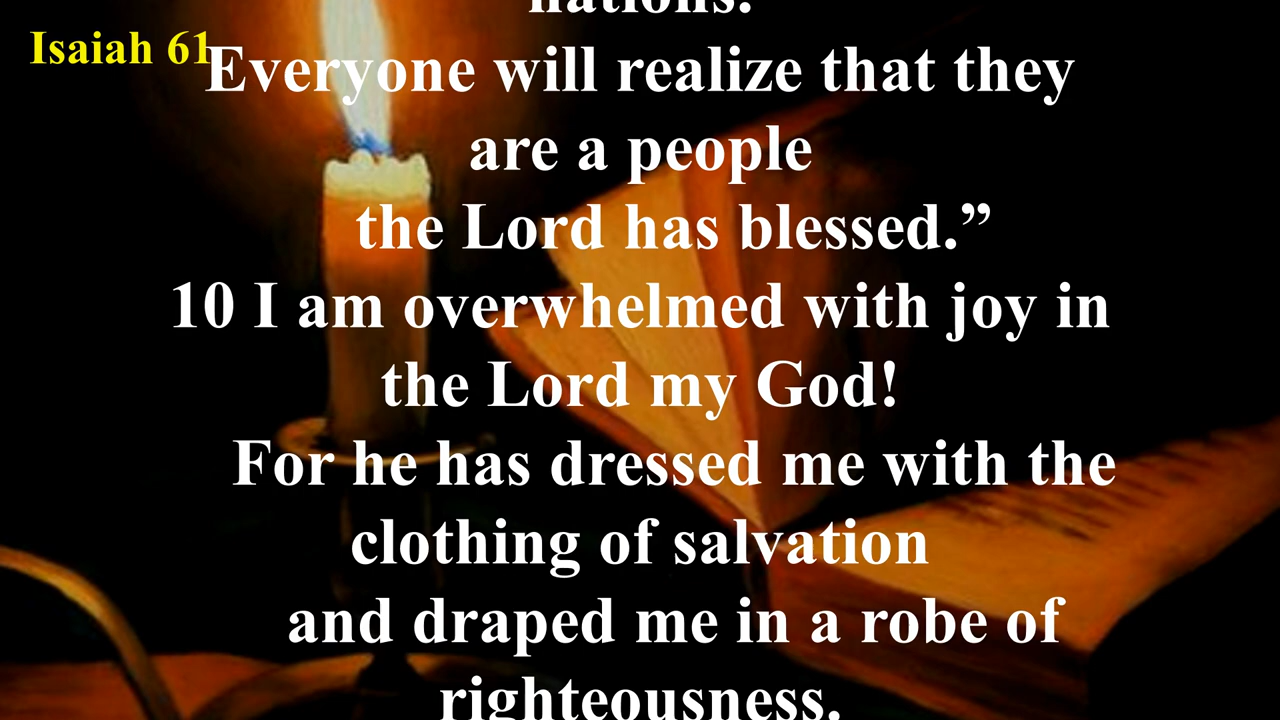 nations.
Isaiah 61
Everyone will realize that they
are a people
the Lord has blessed.”
10 I am overwhelmed with joy in
the Lord my God!
For he has dressed me with the
clothing of salvation
and draped me in a robe of
righteousness.